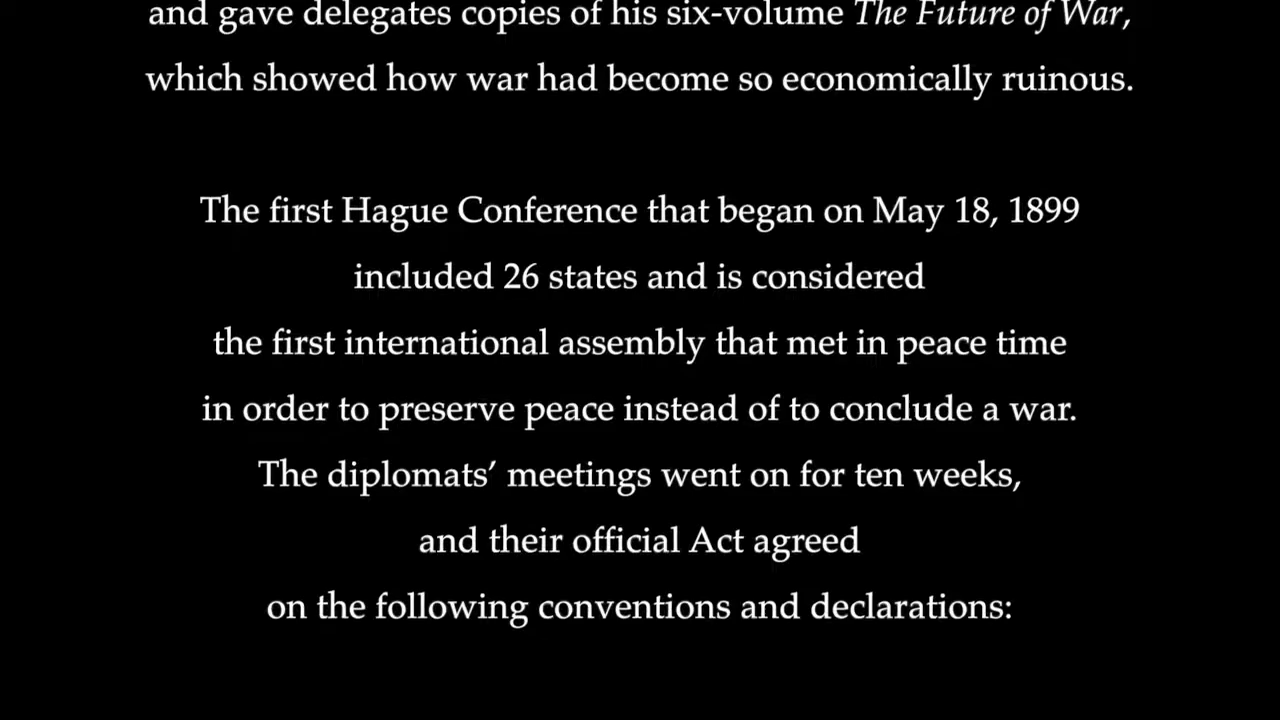 and gave delegates copies of his six-volume The Future of War,
which showed how war had become so economically ruinous.
The first Hague Conference that began on May 18, 1899
included 26 states and is considered
the first international assembly that met in peace time
in order to preserve peace instead of to conclude a war.
The diplomats’ meetings went on for ten weeks,
and their official Act agreed
on the following conventions and declarations: